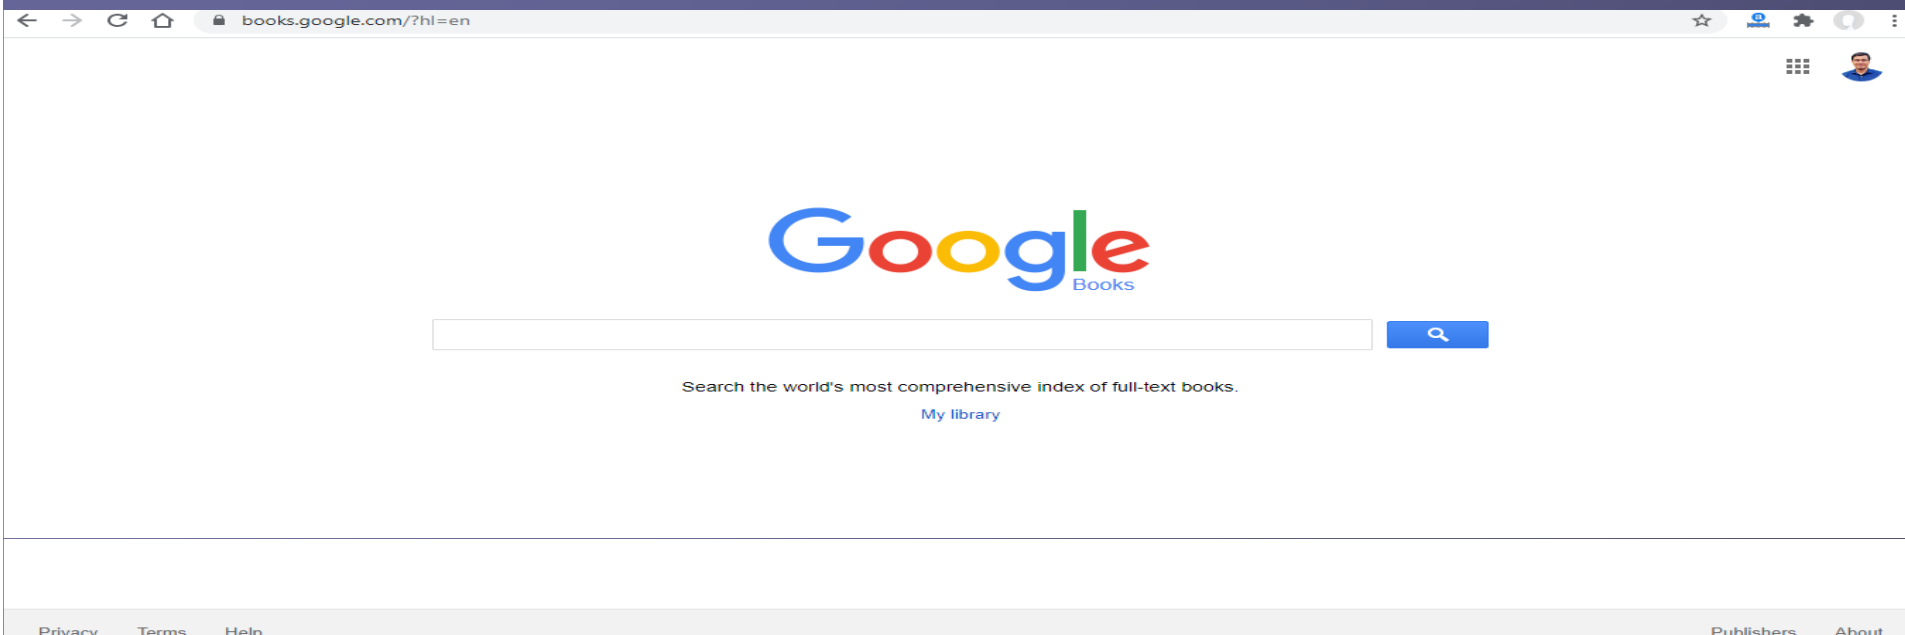 books.google.com/?hl=en
Google
Books
Search the world's most comprehensive index of full-text books.
My library
Privacy Terms Help
Publishers About